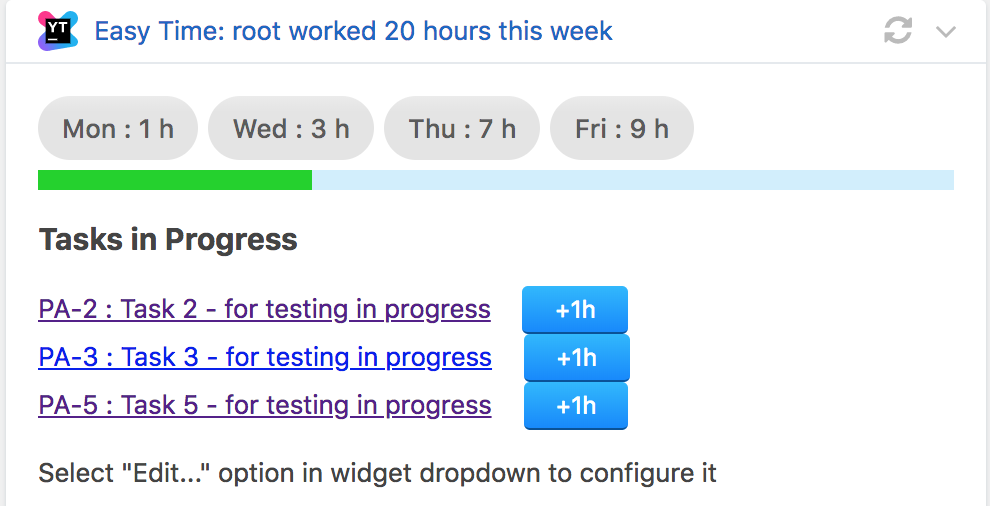 YT
Easy Time: root worked 20 hours this week
Mon : 1 h Wed : 3 h Thu : 7 h Fri : 9 h
Tasks in Progress
PA-2 : Task 2 - for testing in progress +1h
PA-3 : Task 3 - for testing in progress +1h
PA-5 : Task 5 - for testing in progress +1h
Select "Edit..." option in widget dropdown to configure it